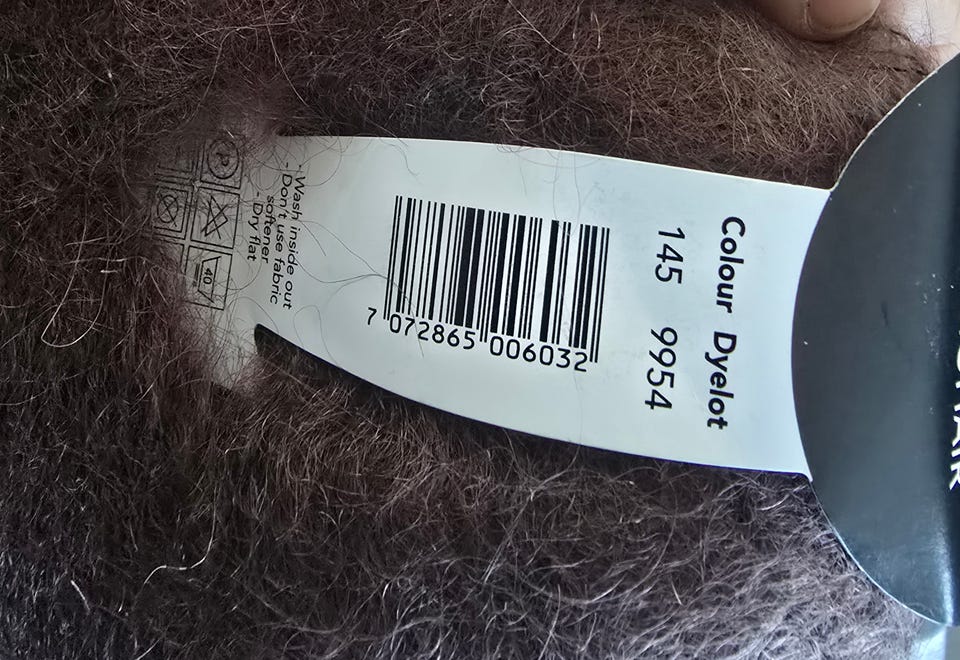 Colour Dyelot
145 9954
7 072865 006032
-Wash inside out
-Don't use fabric
softener
-Dry flat
P
40